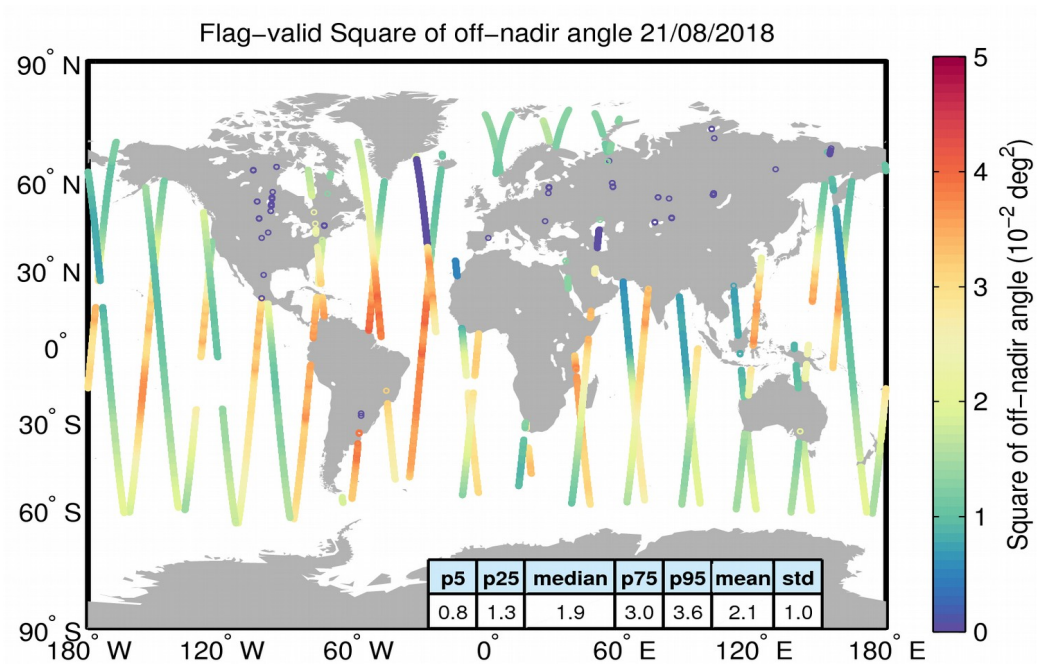 Flag−valid Square of off−nadir angle 21/08/2018
90° N
60° N
30° N
0°
30° S
60° S
90° S
180° W
120° W
60° W
0°
60° E
120° E
180° E
p5 p25 median p75 p95 mean std
0.8 1.3 1.9 3.0 3.6 2.1 1.0
5
4
3
2
1
0
Square of off−nadir angle (10⁻² deg²)